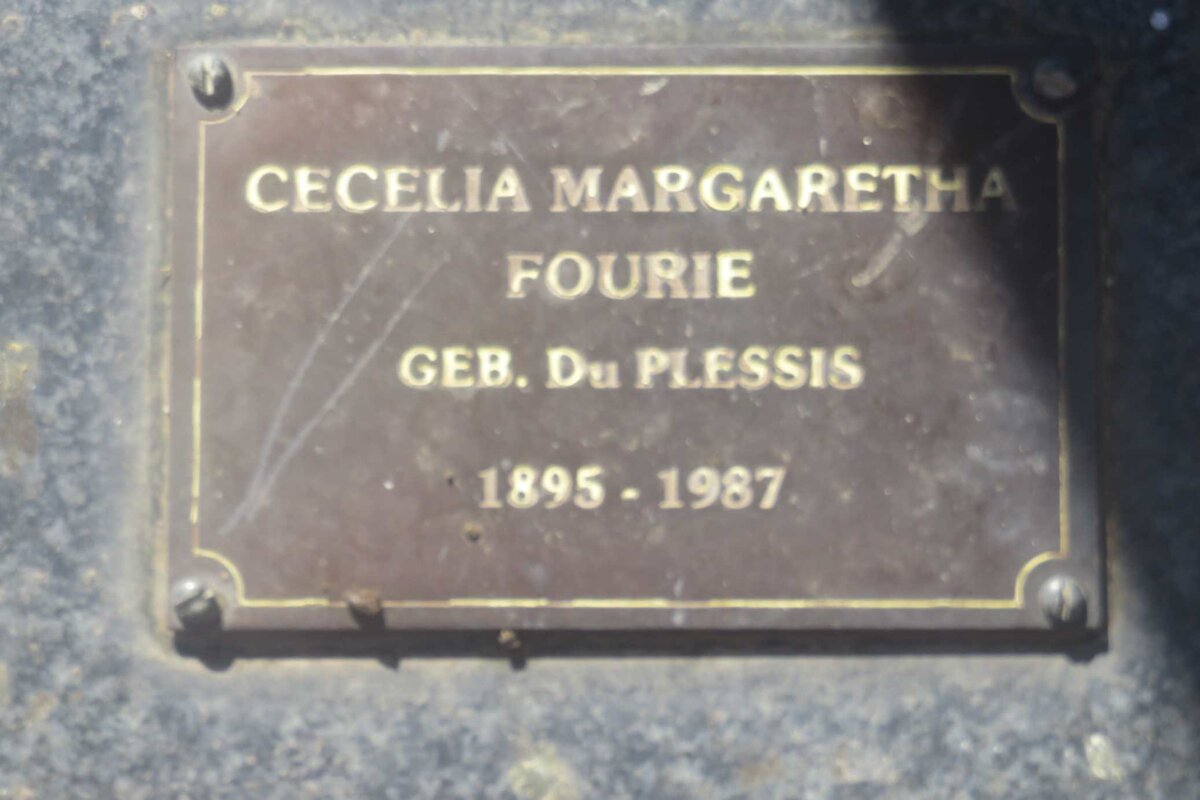 CECELIA MARGARETHA
FOURIE
GEB. Du PLESSIS
1895 - 1987